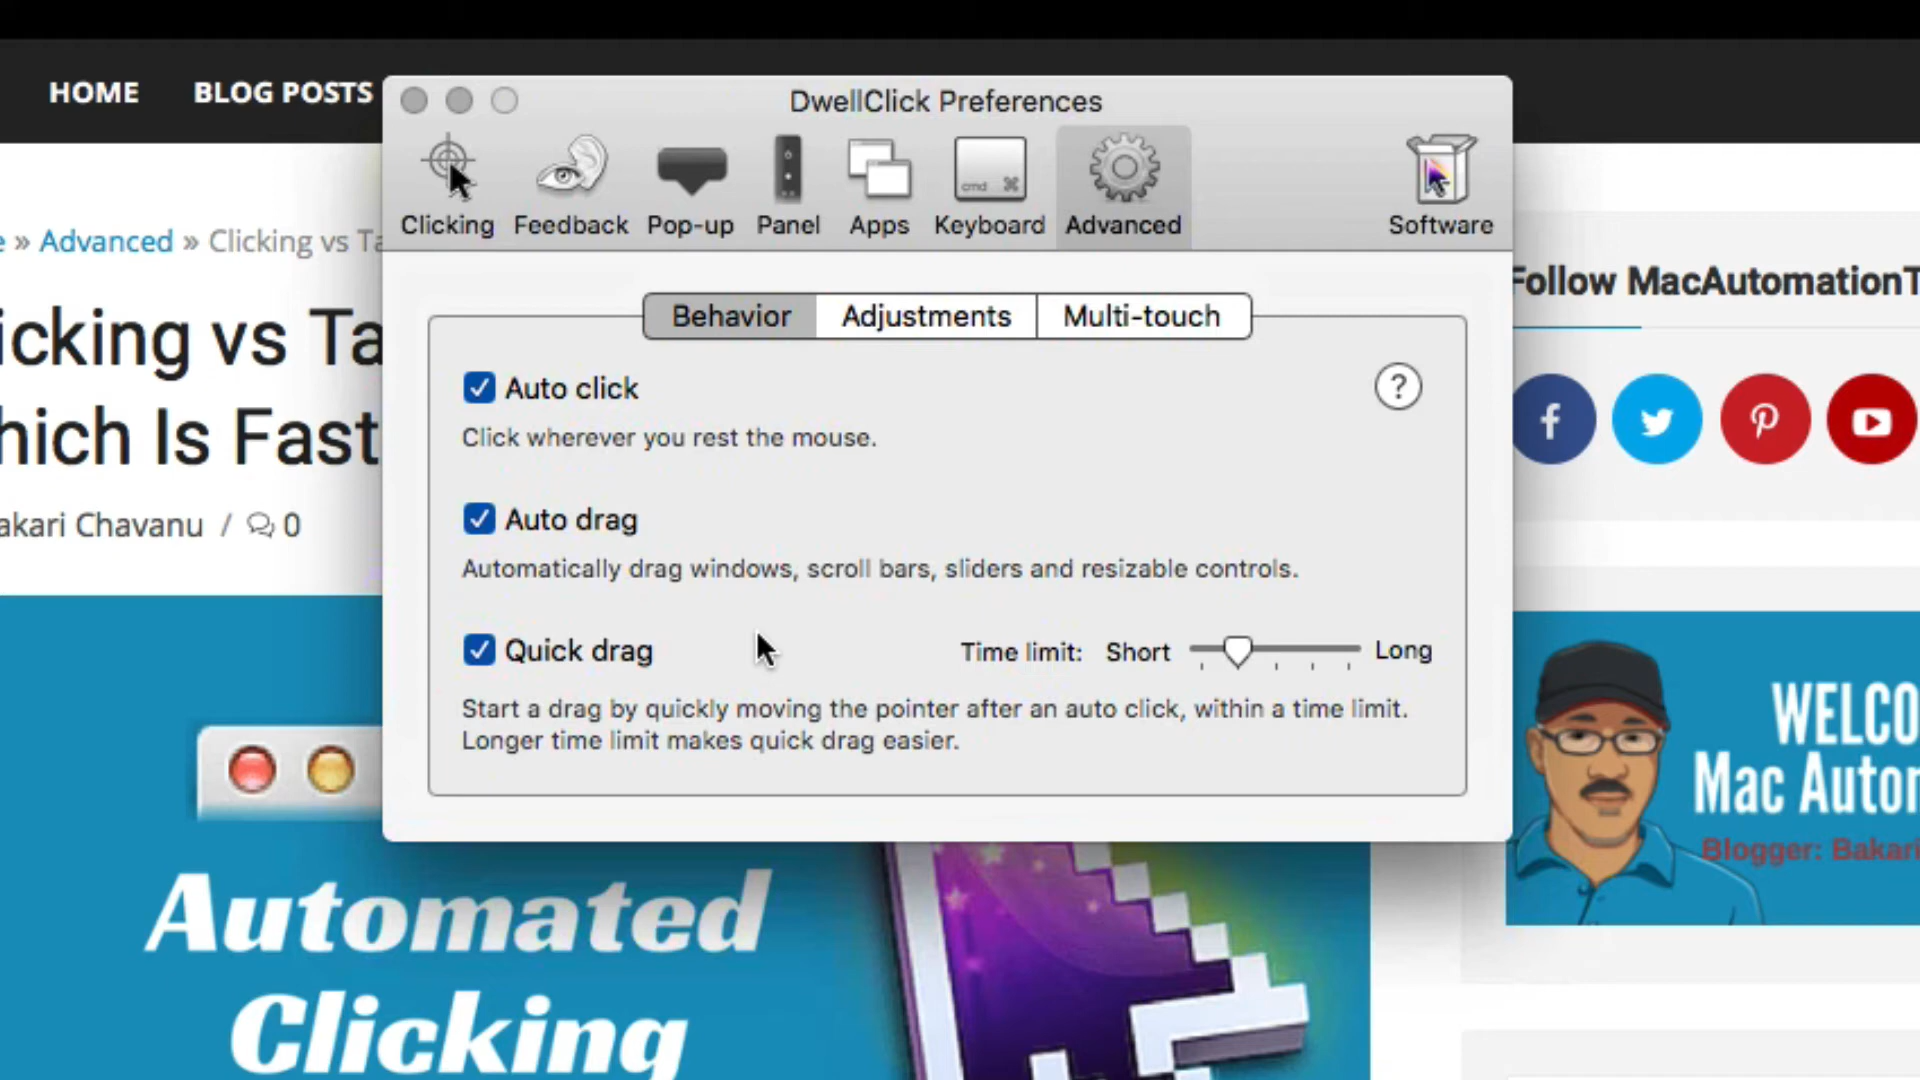 HOME BLOG POSTS
DwellClick Preferences
Clicking Feedback Pop-up Panel Apps cmd ⌘ Keyboard Advanced Software
e » Advanced » Clicking vs Ta
icking vs Ta
hich Is Fast
akari Chavanu / 0
Behavior Adjustments Multi-touch
Auto click ?
Click wherever you rest the mouse.
Auto drag
Automatically drag windows, scroll bars, sliders and resizable controls.
Quick drag Time limit: Short Long
Start a drag by quickly moving the pointer after an auto click, within a time limit.
Longer time limit makes quick drag easier.
Follow MacAutomationT
WELCO
Mac Autor
Blogger: Bakari
Automated
Clicking